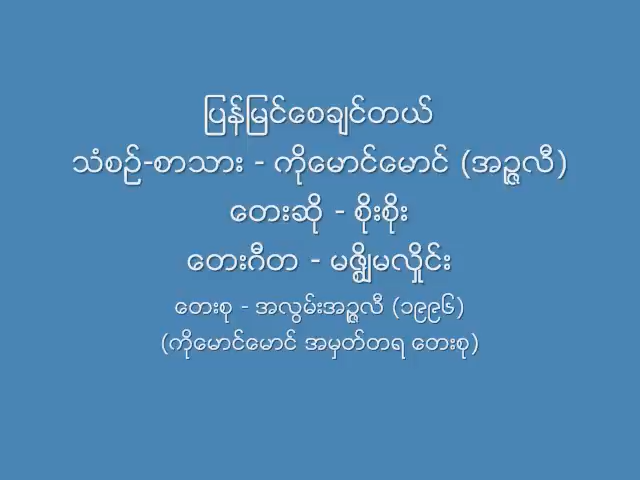 ပြန်မြင်စေချင်တယ်
သံစဉ်-စာသား - ကိုမောင်မောင် (အဉ္ဇလီ)
တေးဆို - စိုးစိုး
တေးဂီတ - မဇ္ဈိမလှိုင်း
တေးစု - အလွမ်းအဉ္ဇလီ (၁၉၉၆)
(ကိုမောင်မောင် အမှတ်တရ တေးစု)